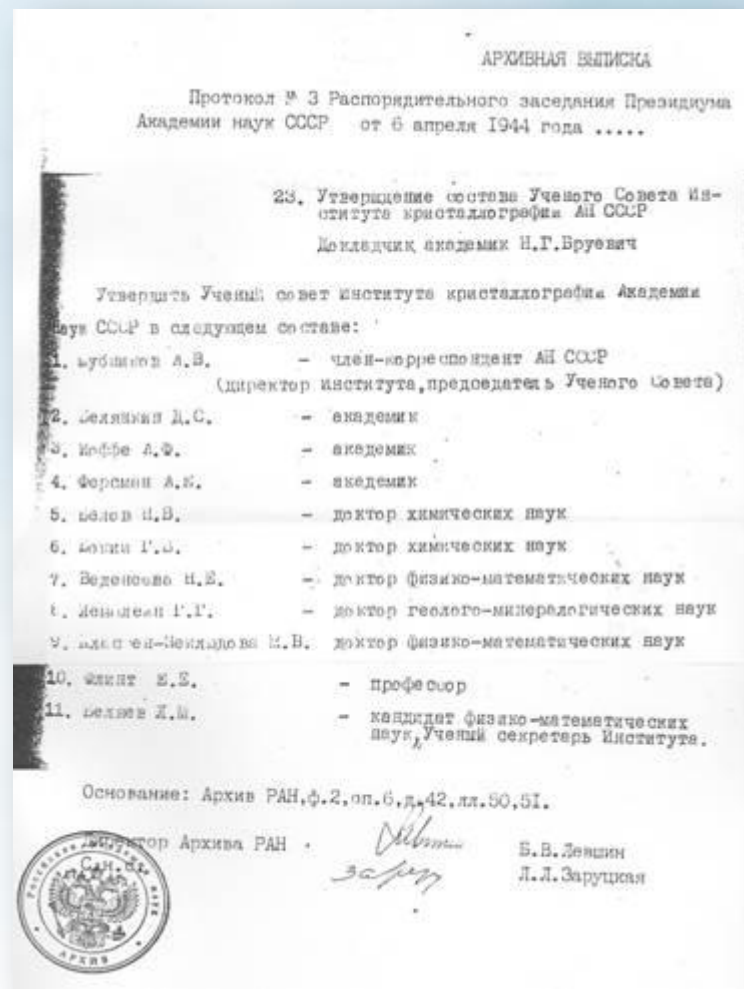 АРХИВНАЯ ВЫПИСКА
Протокол № 3 Распорядительного заседания Президиума
Академии наук СССР от 6 апреля 1944 года .....
23. Утверждение состава Ученого Совета Ин-
ститута кристаллографии АН СССР
Докладчик академик Н.Г.Бруевич
Утвердить Ученый совет Института кристаллографии Академии
Наук СССР в следующем составе:
1. А.В. – член-корреспондент АН СССР
(директор института, председатель Ученого Совета)
2. Белянкин Д.С. – академик
3. Иоффе А.Ф. – академик
4. Ферсман А.Е. – академик
5. Белов Н.В. – доктор химических наук
6. Бокий Г.Б. – доктор химических наук
7. Веденеева Н.Е. – доктор физико-математических наук
8. Леммлейн Г.Г. – доктор геолого-минералогических наук
9. М.В. доктор физико-математических наук
10. Флинт Е.Е. – профессор
11. Беляев Л.М. – кандидат физико-математических
наук, Ученый секретарь Института.
Основание: Архив РАН,ф.2,оп.6,д.42,лл.50,51.
Директор Архива РАН
Б.В.Левшин
Л.Л.Заруцкая
АРХИВ